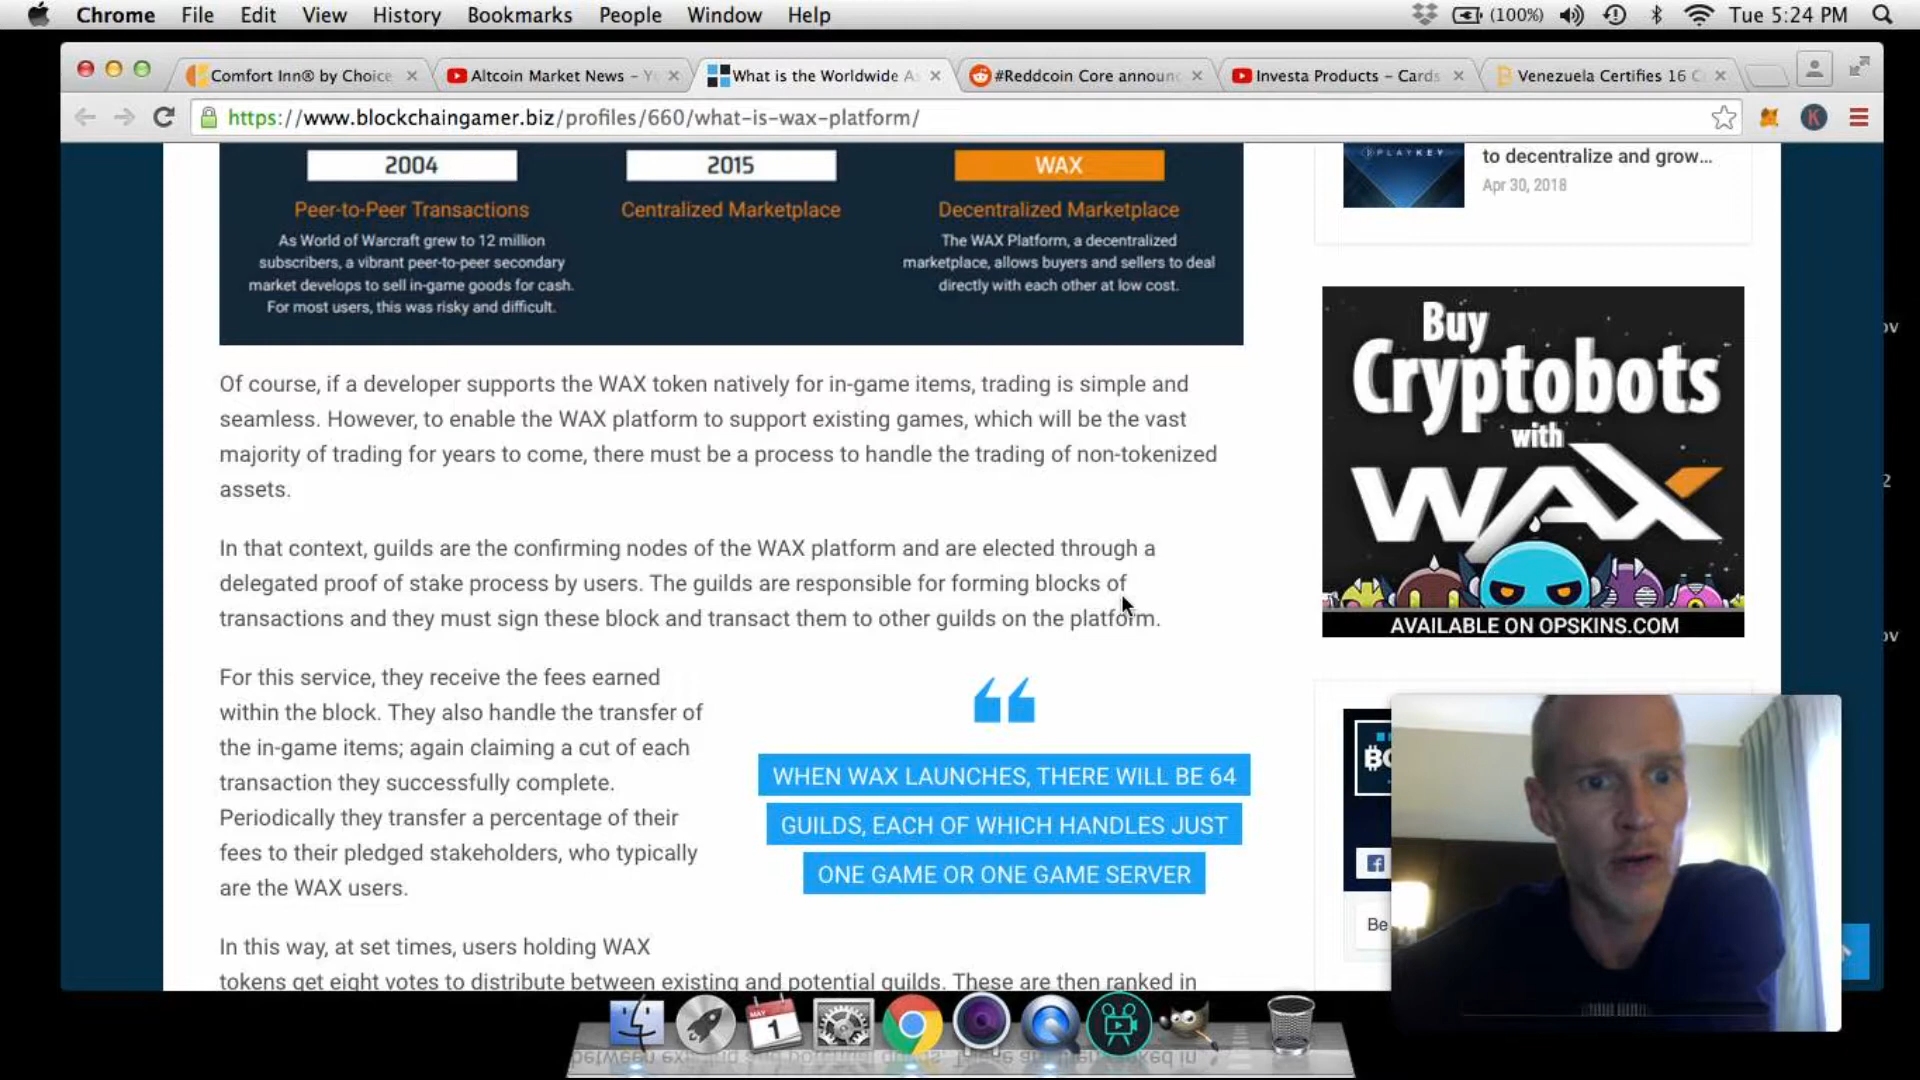 Chrome File Edit View History Bookmarks People Window Help (100%) Tue 5:24 PM
Comfort Inn® by Choice
Altcoin Market News - Y
What is the Worldwide A
#Reddcoin Core announ
Investa Products - Cards
Venezuela Certifies 16 C
https://www.blockchaingamer.biz/profiles/660/what-is-wax-platform/
K
2004
Peer-to-Peer Transactions
As World of Warcraft grew to 12 million
subscribers, a vibrant peer-to-peer secondary
market develops to sell in-game goods for cash.
For most users, this was risky and difficult.
2015
Centralized Marketplace
WAX
Decentralized Marketplace
The WAX Platform, a decentralized
marketplace, allows buyers and sellers to deal
directly with each other at low cost.
Of course, if a developer supports the WAX token natively for in-game items, trading is simple and
seamless. However, to enable the WAX platform to support existing games, which will be the vast
majority of trading for years to come, there must be a process to handle the trading of non-tokenized
assets.
In that context, guilds are the confirming nodes of the WAX platform and are elected through a
delegated proof of stake process by users. The guilds are responsible for forming blocks of
transactions and they must sign these block and transact them to other guilds on the platform.
For this service, they receive the fees earned
within the block. They also handle the transfer of
the in-game items; again claiming a cut of each
transaction they successfully complete.
Periodically they transfer a percentage of their
fees to their pledged stakeholders, who typically
are the WAX users.
WHEN WAX LAUNCHES, THERE WILL BE 64
GUILDS, EACH OF WHICH HANDLES JUST
ONE GAME OR ONE GAME SERVER
In this way, at set times, users holding WAX
tokens get eight votes to distribute between existing and potential guilds. These are then ranked in
PLAYKEY
to decentralize and grow...
Apr 30, 2018
Buy
Cryptobots
with
WAX
AVAILABLE ON OPSKINS.COM
Be
ov
2
ov
MAY
1